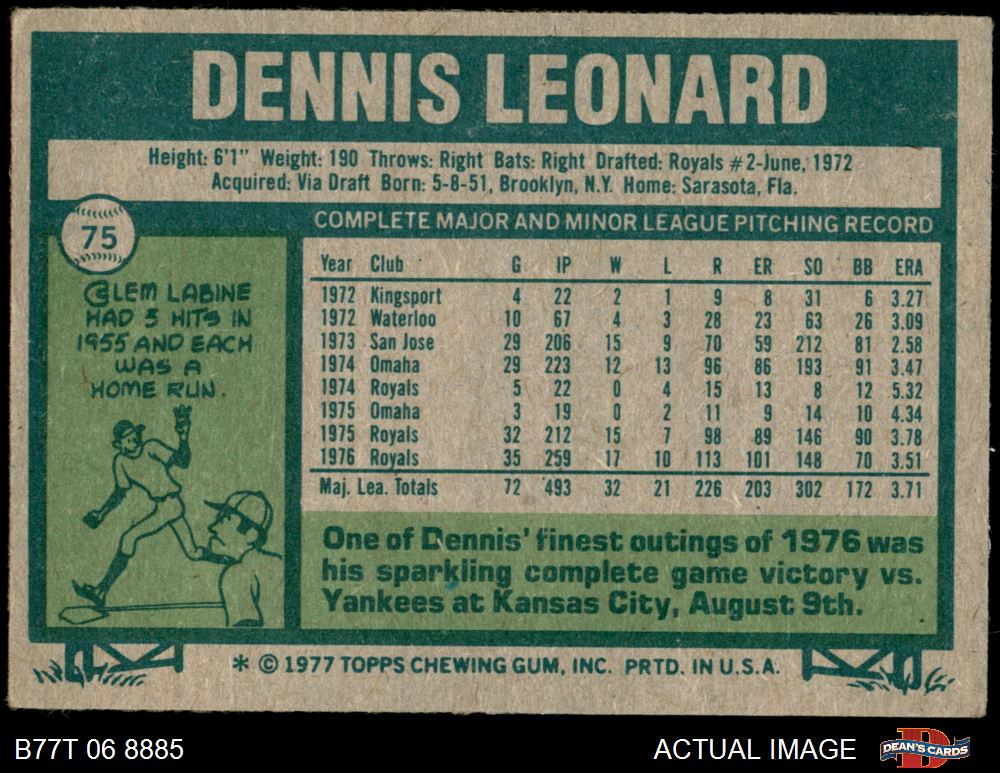 DENNIS LEONARD
Height: 6'1" Weight: 190 Throws: Right Bats: Right Drafted: Royals #2-June, 1972
Acquired: Via Draft Born: 5-8-51, Brooklyn, N.Y. Home: Sarasota, Fla.
75
CLEM LABINE
HAD 3 HITS IN
1955 AND EACH
WAS A
HOME RUN.
COMPLETE MAJOR AND MINOR LEAGUE PITCHING RECORD
Year Club G IP W L R ER SO BB ERA
1972 Kingsport 4 22 2 1 9 8 31 6 3.27
1972 Waterloo 10 67 4 3 28 23 63 26 3.09
1973 San Jose 29 206 15 9 70 59 212 81 2.58
1974 Omaha 29 223 12 13 96 86 193 91 3.47
1974 Royals 5 22 0 4 15 13 8 12 5.32
1975 Omaha 3 19 0 2 11 9 14 10 4.34
1975 Royals 32 212 15 7 98 89 146 90 3.78
1976 Royals 35 259 17 10 113 101 148 70 3.51
Maj. Lea. Totals 72 493 32 21 226 203 302 172 3.71
One of Dennis' finest outings of 1976 was
his sparkling complete game victory vs.
Yankees at Kansas City, August 9th.
* © 1977 TOPPS CHEWING GUM, INC. PRTD. IN U.S.A.
B77T 06 8885
ACTUAL IMAGE
DEAN'S CARDS